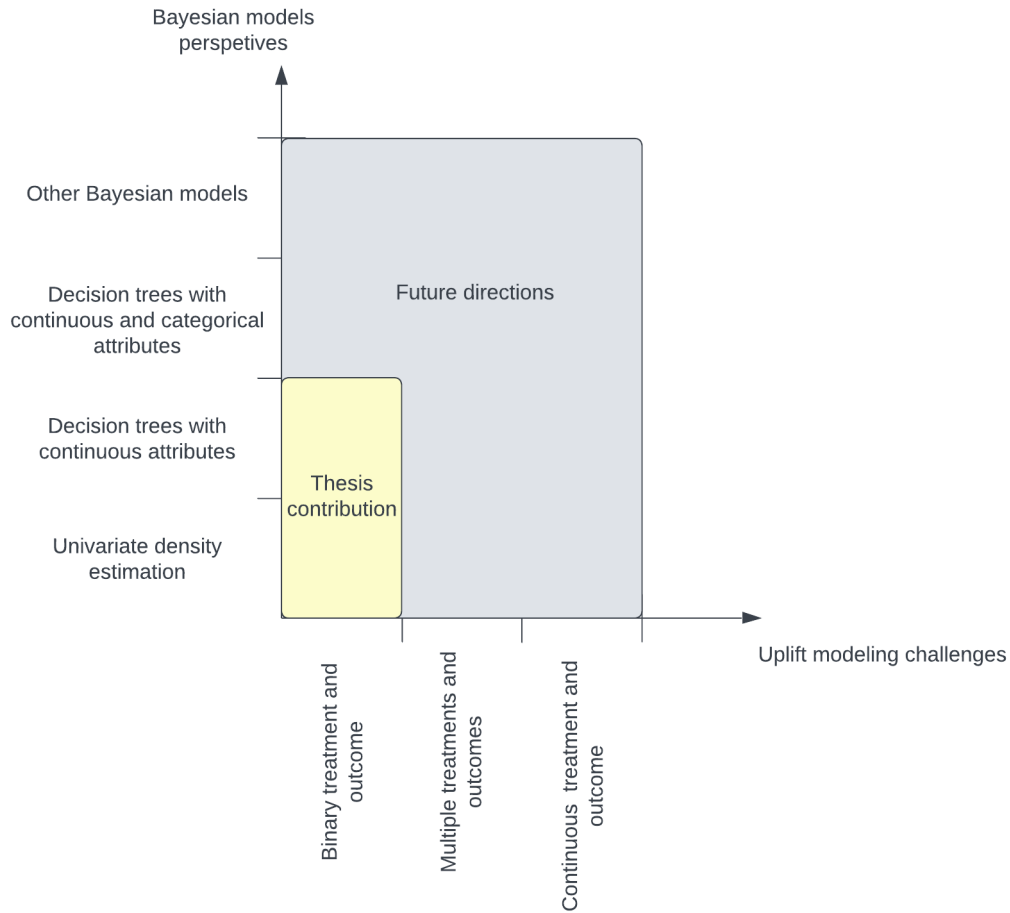 Bayesian models
perspetives
Other Bayesian models
Decision trees with
continuous and categorical
attributes
Future directions
Decision trees with
continuous attributes
Thesis
contribution
Univariate density
estimation
Uplift modeling challenges
Binary treatment and
outcome
Multiple treatments and
outcomes
Continuous treatment and
outcome